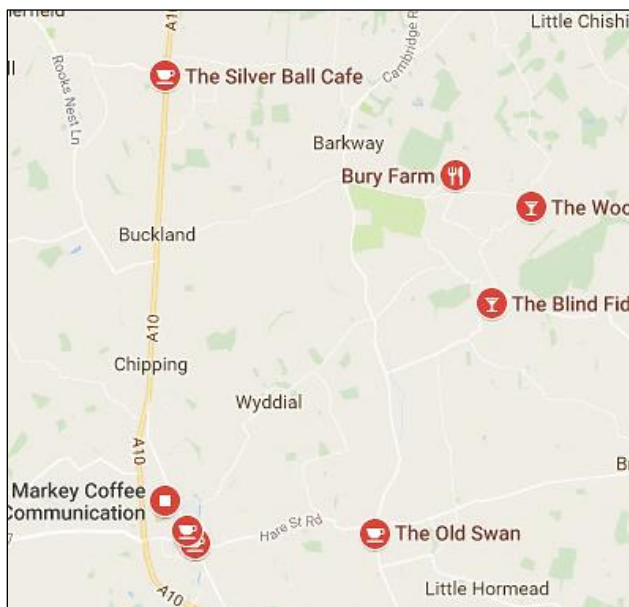 Little Chishi
A10
Rooks Nest Ln
Cambridge R
The Silver Ball Cafe
Barkway
Bury Farm
The Woo
Buckland
The Blind Fid
A10
Chipping
Wyddial
A10
Markey Coffee
Communication
Hare St Rd
The Old Swan
Little Hormead
A10